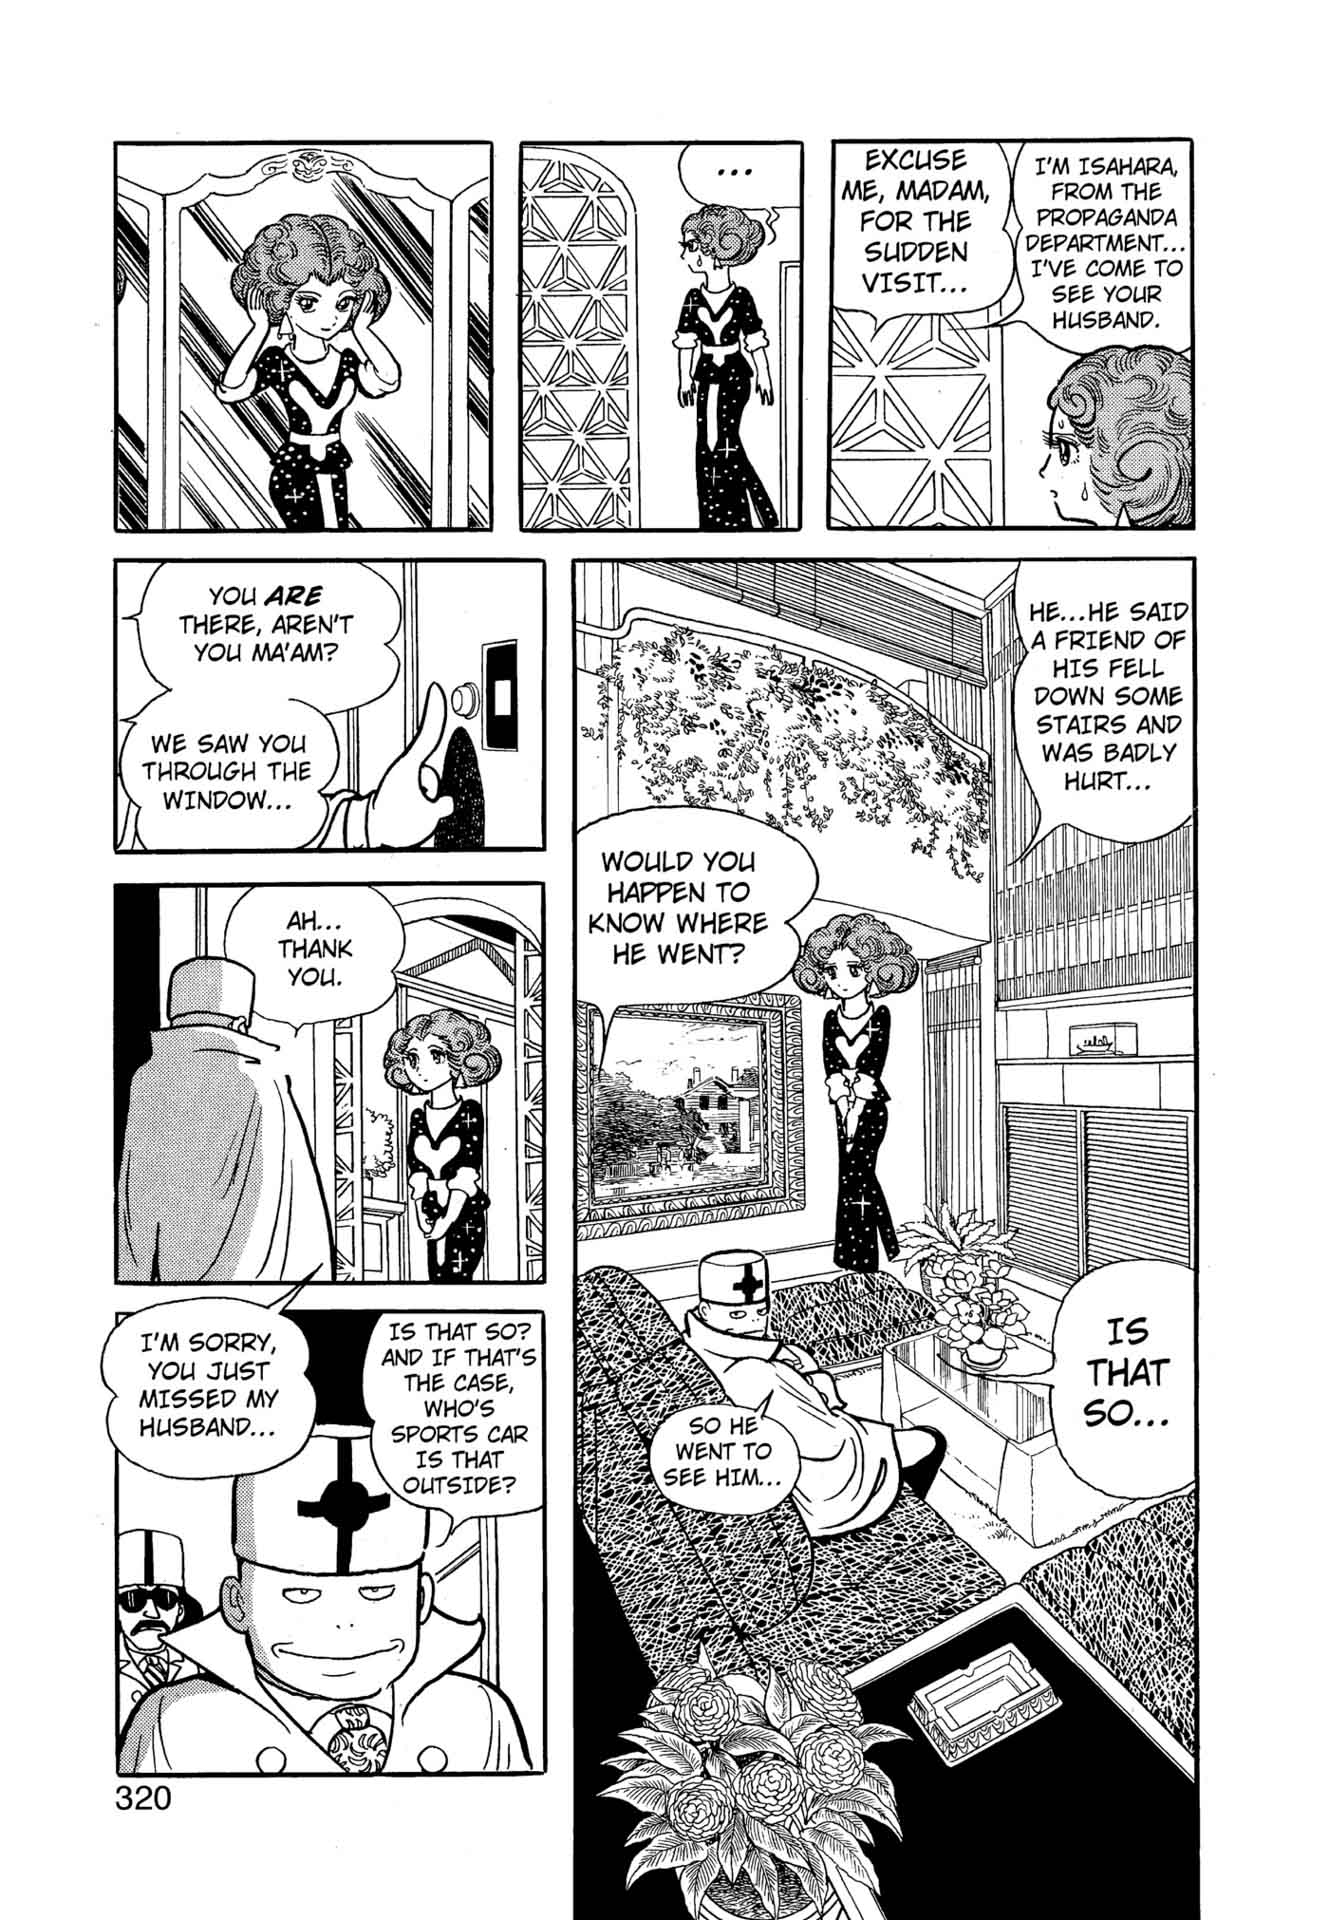 ...
EXCUSE
ME, MADAM,
FOR THE
SUDDEN
VISIT...
I'M ISAHARA,
FROM THE
PROPAGANDA
DEPARTMENT...
I'VE COME TO
SEE YOUR
HUSBAND.
YOU ARE
THERE, AREN'T
YOU MA'AM?
WE SAW YOU
THROUGH THE
WINDOW...
AH...
THANK
YOU.
I'M SORRY,
YOU JUST
MISSED MY
HUSBAND...
IS THAT SO?
AND IF THAT'S
THE CASE,
WHO'S
SPORTS CAR
IS THAT
OUTSIDE?
WOULD YOU
HAPPEN TO
KNOW WHERE
HE WENT?
HE...HE SAID
A FRIEND OF
HIS FELL
DOWN SOME
STAIRS AND
WAS BADLY
HURT...
SO HE
WENT TO
SEE HIM...
IS
THAT
SO...
320